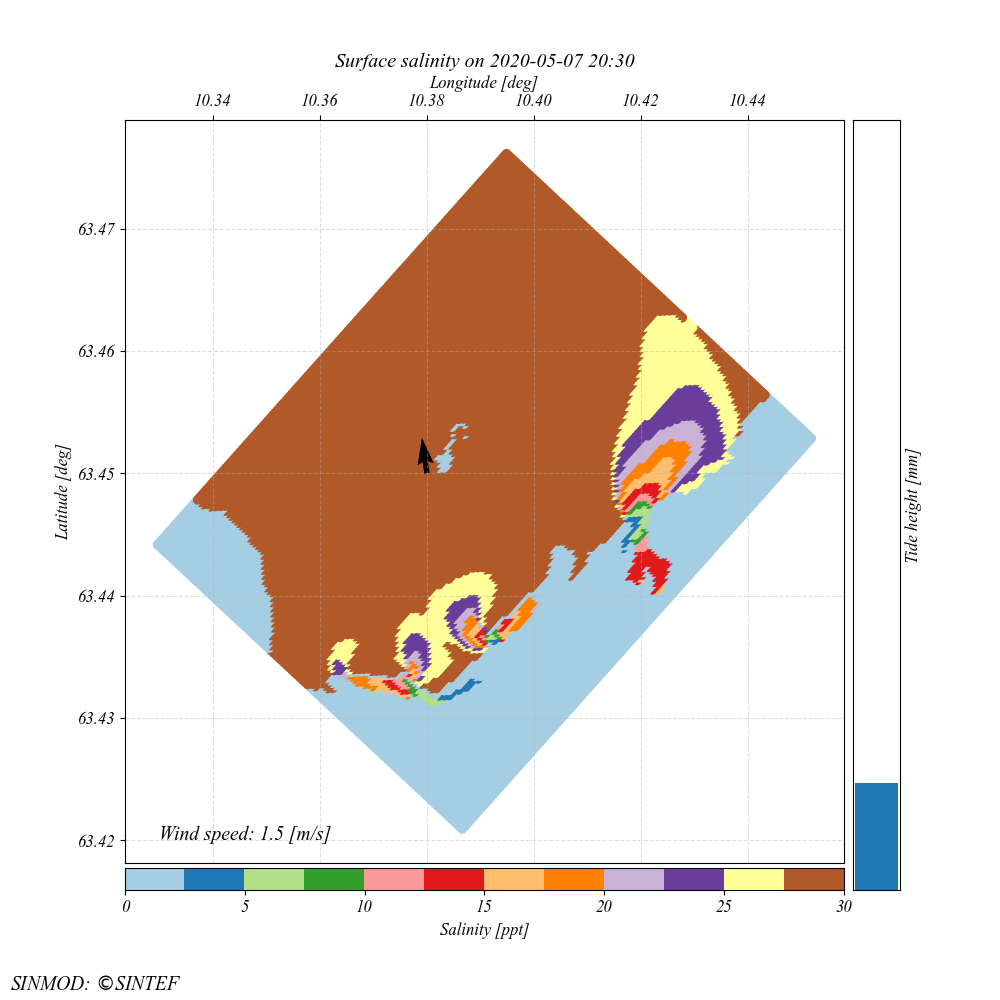 Surface salinity on 2020-05-07 20:30
Longitude [deg]
10.34 10.36 10.38 10.40 10.42 10.44
63.47
63.46
63.45
63.44
63.43
63.42
Latitude [deg]
Tide height [mm]
Wind speed: 1.5 [m/s]
0 5 10 15 20 25 30
Salinity [ppt]
SINMOD: ©SINTEF